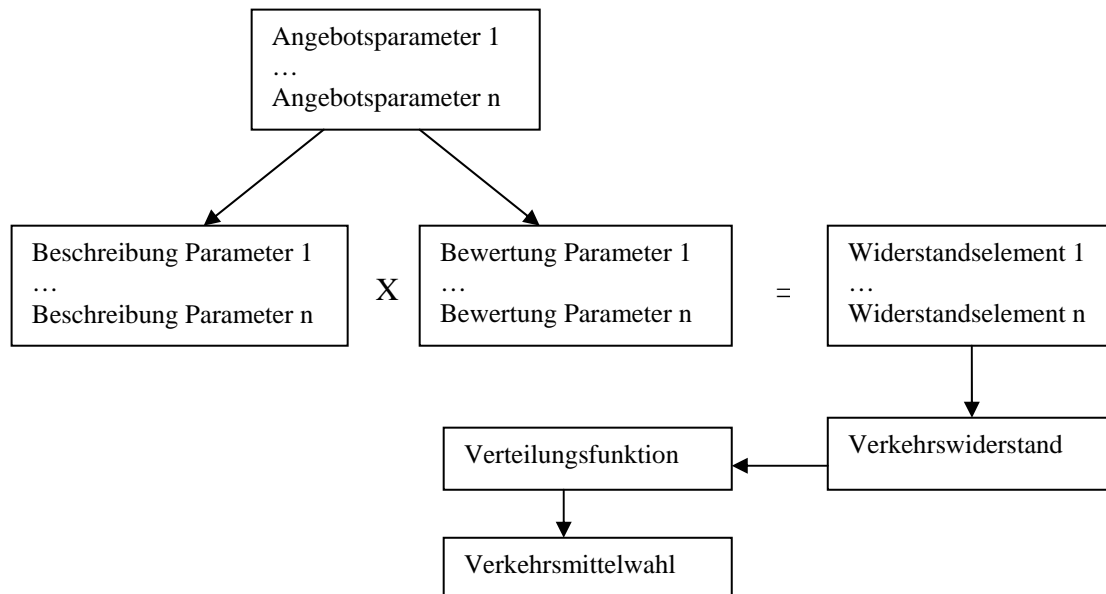 Angebotsparameter 1
…
Angebotsparameter n
Beschreibung Parameter 1
…
Beschreibung Parameter n
X
Bewertung Parameter 1
…
Bewertung Parameter n
=
Widerstandselement 1
…
Widerstandselement n
Verkehrswiderstand
Verteilungsfunktion
Verkehrsmittelwahl